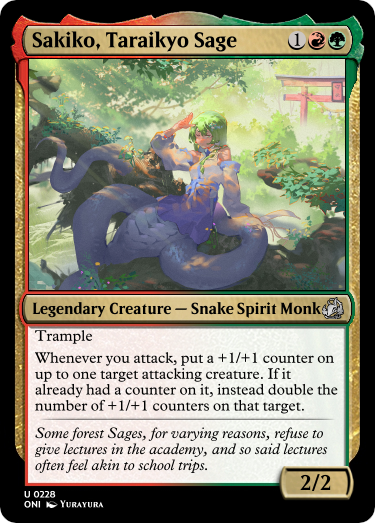 Sakiko, Taraikyo Sage 1
Legendary Creature — Snake Spirit Monk
Trample
Whenever you attack, put a +1/+1 counter on
up to one target attacking creature. If it
already had a counter on it, instead double the
number of +1/+1 counters on that target.
Some forest Sages, for varying reasons, refuse to
give lectures in the academy, and so said lectures
often feel akin to school trips.
2/2
U 0228
ONI Yurayura